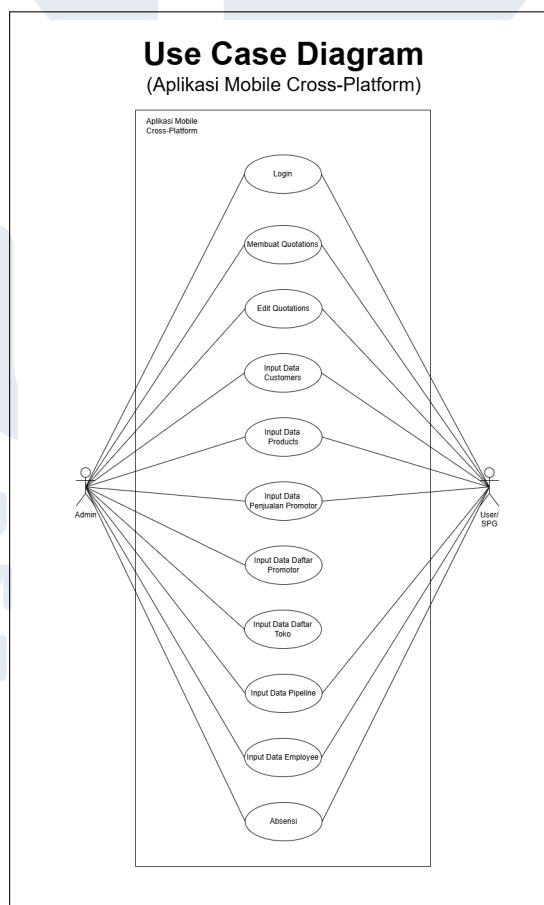 Use Case Diagram
(Aplikasi Mobile Cross-Platform)
Aplikasi Mobile
Cross-Platform
Login
Membuat Quotations
Edit Quotations
Input Data
Customers
Input Data
Products
Input Data
Penjualan Promotor
Admin
User/
SPG
Input Data Daftar
Promotor
Input Data Daftar
Toko
Input Data Pipeline
Input Data Employee
Absensi